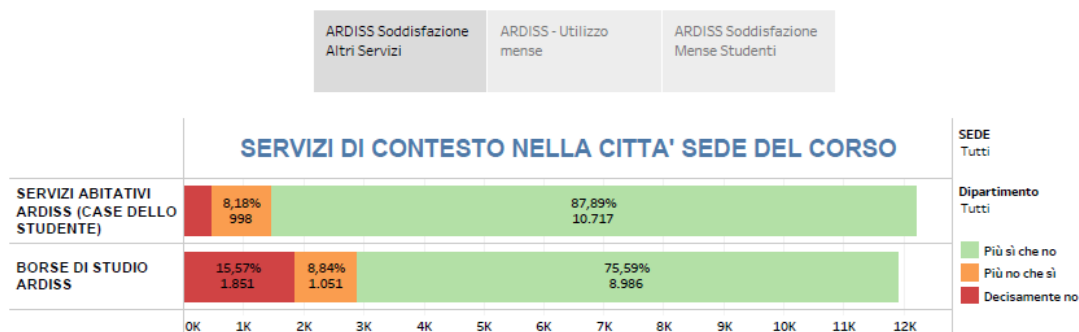 ARDISS Soddisfazione
Altri Servizi
ARDISS - Utilizzo
mense
ARDISS Soddisfazione
Mense Studenti
SERVIZI DI CONTESTO NELLA CITTA' SEDE DEL CORSO
SEDE
Tutti
Dipartimento
Tutti
Più sì che no
Più no che sì
Decisamente no
SERVIZI ABITATIVI
ARDISS (CASE DELLO
STUDENTE)
8,18%
998
87,89%
10.717
BORSE DI STUDIO
ARDISS
15,57%
1.851
8,84%
1.051
75,59%
8.986
0K 1K 2K 3K 4K 5K 6K 7K 8K 9K 10K 11K 12K